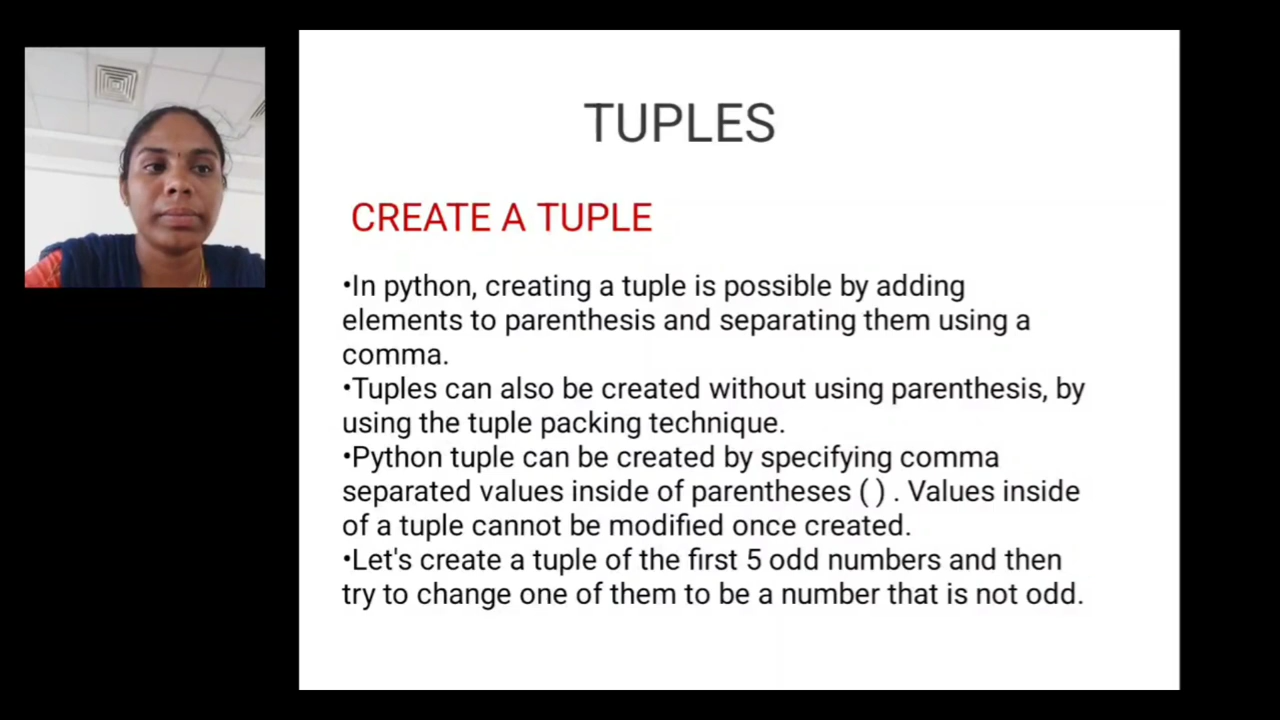 TUPLES
CREATE A TUPLE
•In python, creating a tuple is possible by adding
elements to parenthesis and separating them using a
comma.
•Tuples can also be created without using parenthesis, by
using the tuple packing technique.
•Python tuple can be created by specifying comma
separated values inside of parentheses ( ) . Values inside
of a tuple cannot be modified once created.
•Let's create a tuple of the first 5 odd numbers and then
try to change one of them to be a number that is not odd.